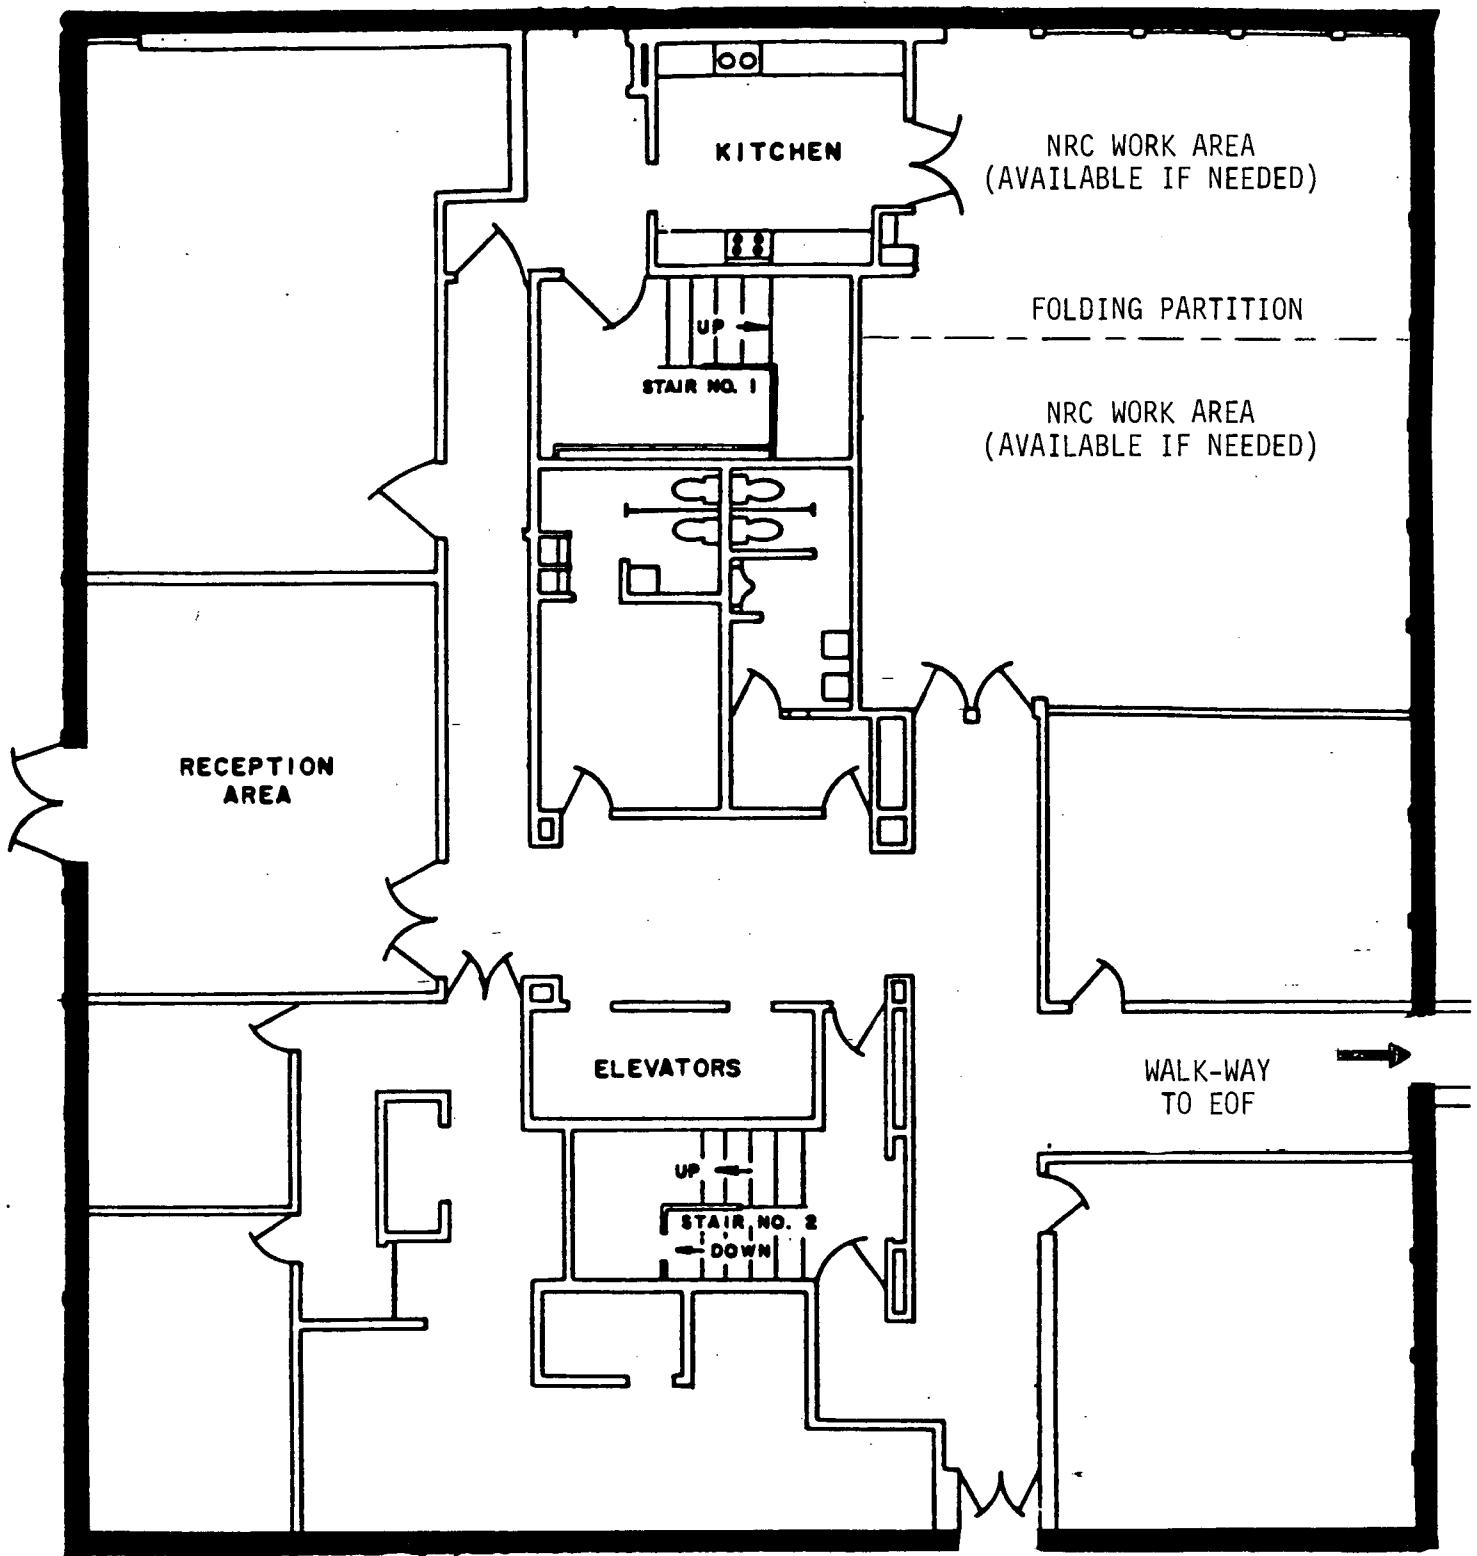 KITCHEN
NRC WORK AREA
(AVAILABLE IF NEEDED)
FOLDING PARTITION
UP
STAIR NO. 1
NRC WORK AREA
(AVAILABLE IF NEEDED)
RECEPTION
AREA
ELEVATORS
WALK-WAY
TO EOF
UP
STAIR NO. 2
DOWN